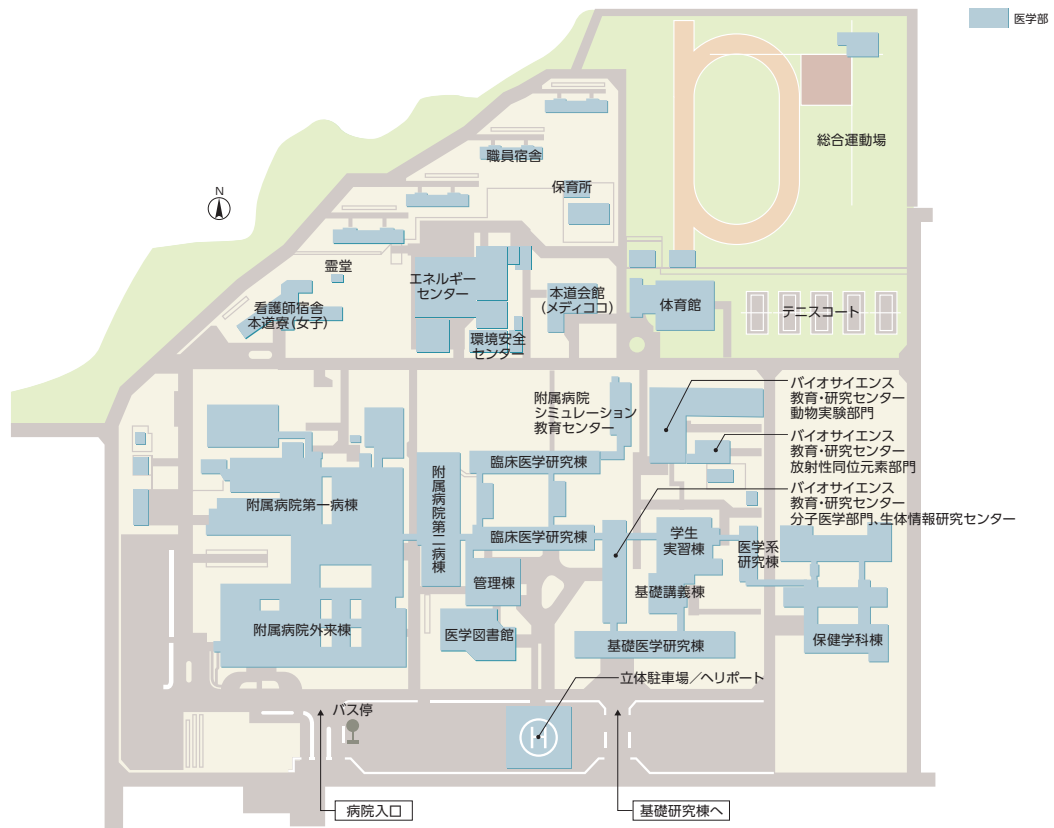 医学部
総合運動場
職員宿舎
保育所
N
霊堂
エネルギー
センター
本道会館
(メディココ)
体育館
テニスコート
看護師宿舎
本道寮(女子)
環境安全
センター
附属病院
シミュレーション
教育センター
バイオサイエンス
教育・研究センター
動物実験部門
バイオサイエンス
教育・研究センター
放射性同位元素部門
バイオサイエンス
教育・研究センター
分子医学部門、生体情報研究センター
臨床医学研究棟
附属病院第二病棟
附属病院第一病棟
臨床医学研究棟
学生
実習棟
医学系
研究棟
管理棟
基礎講義棟
附属病院外来棟
医学図書館
基礎医学研究棟
保健学科棟
立体駐車場/ヘリポート
バス停
H
病院入口
基礎研究棟へ